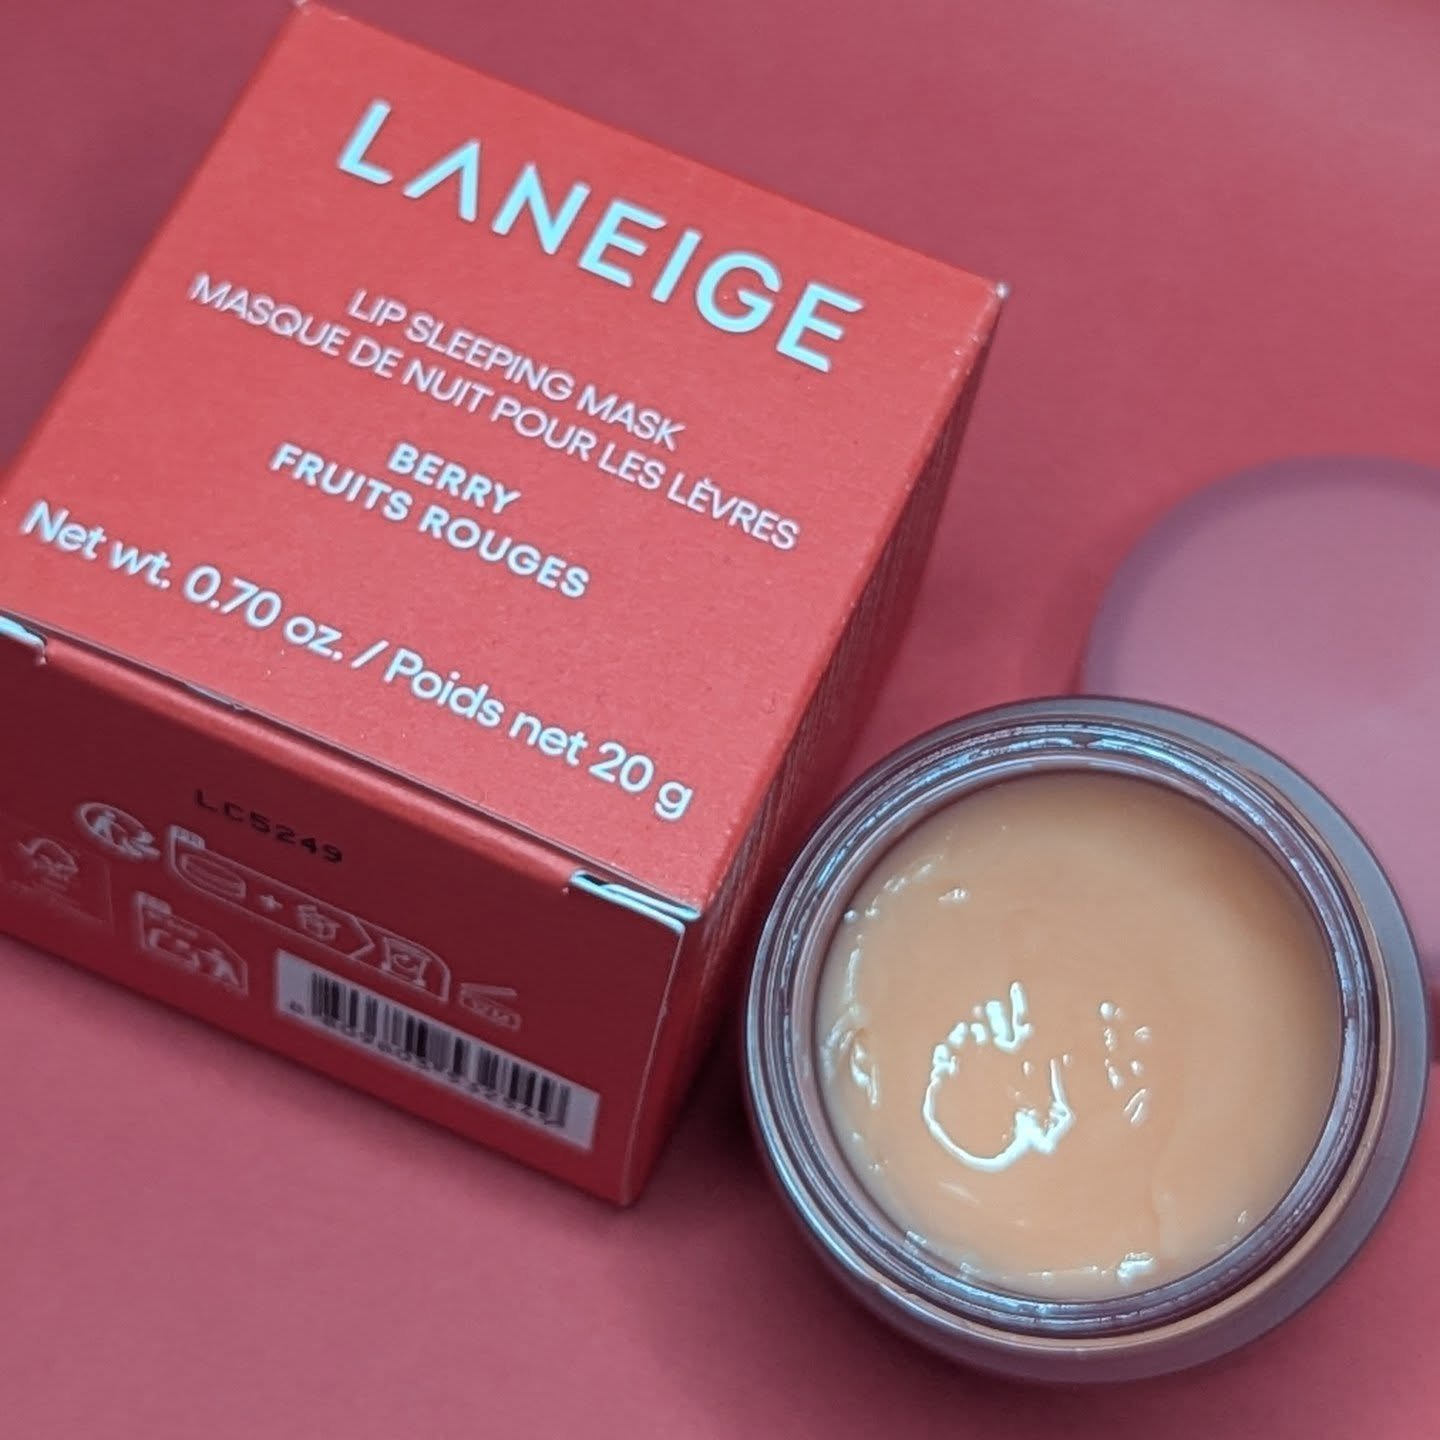 LANEIGE
LIP SLEEPING MASK
MASQUE DE NUIT POUR LES LÈVRES
BERRY
FRUITS ROUGES
Net wt. 0.70 oz. / Poids net 20 g
LC5249